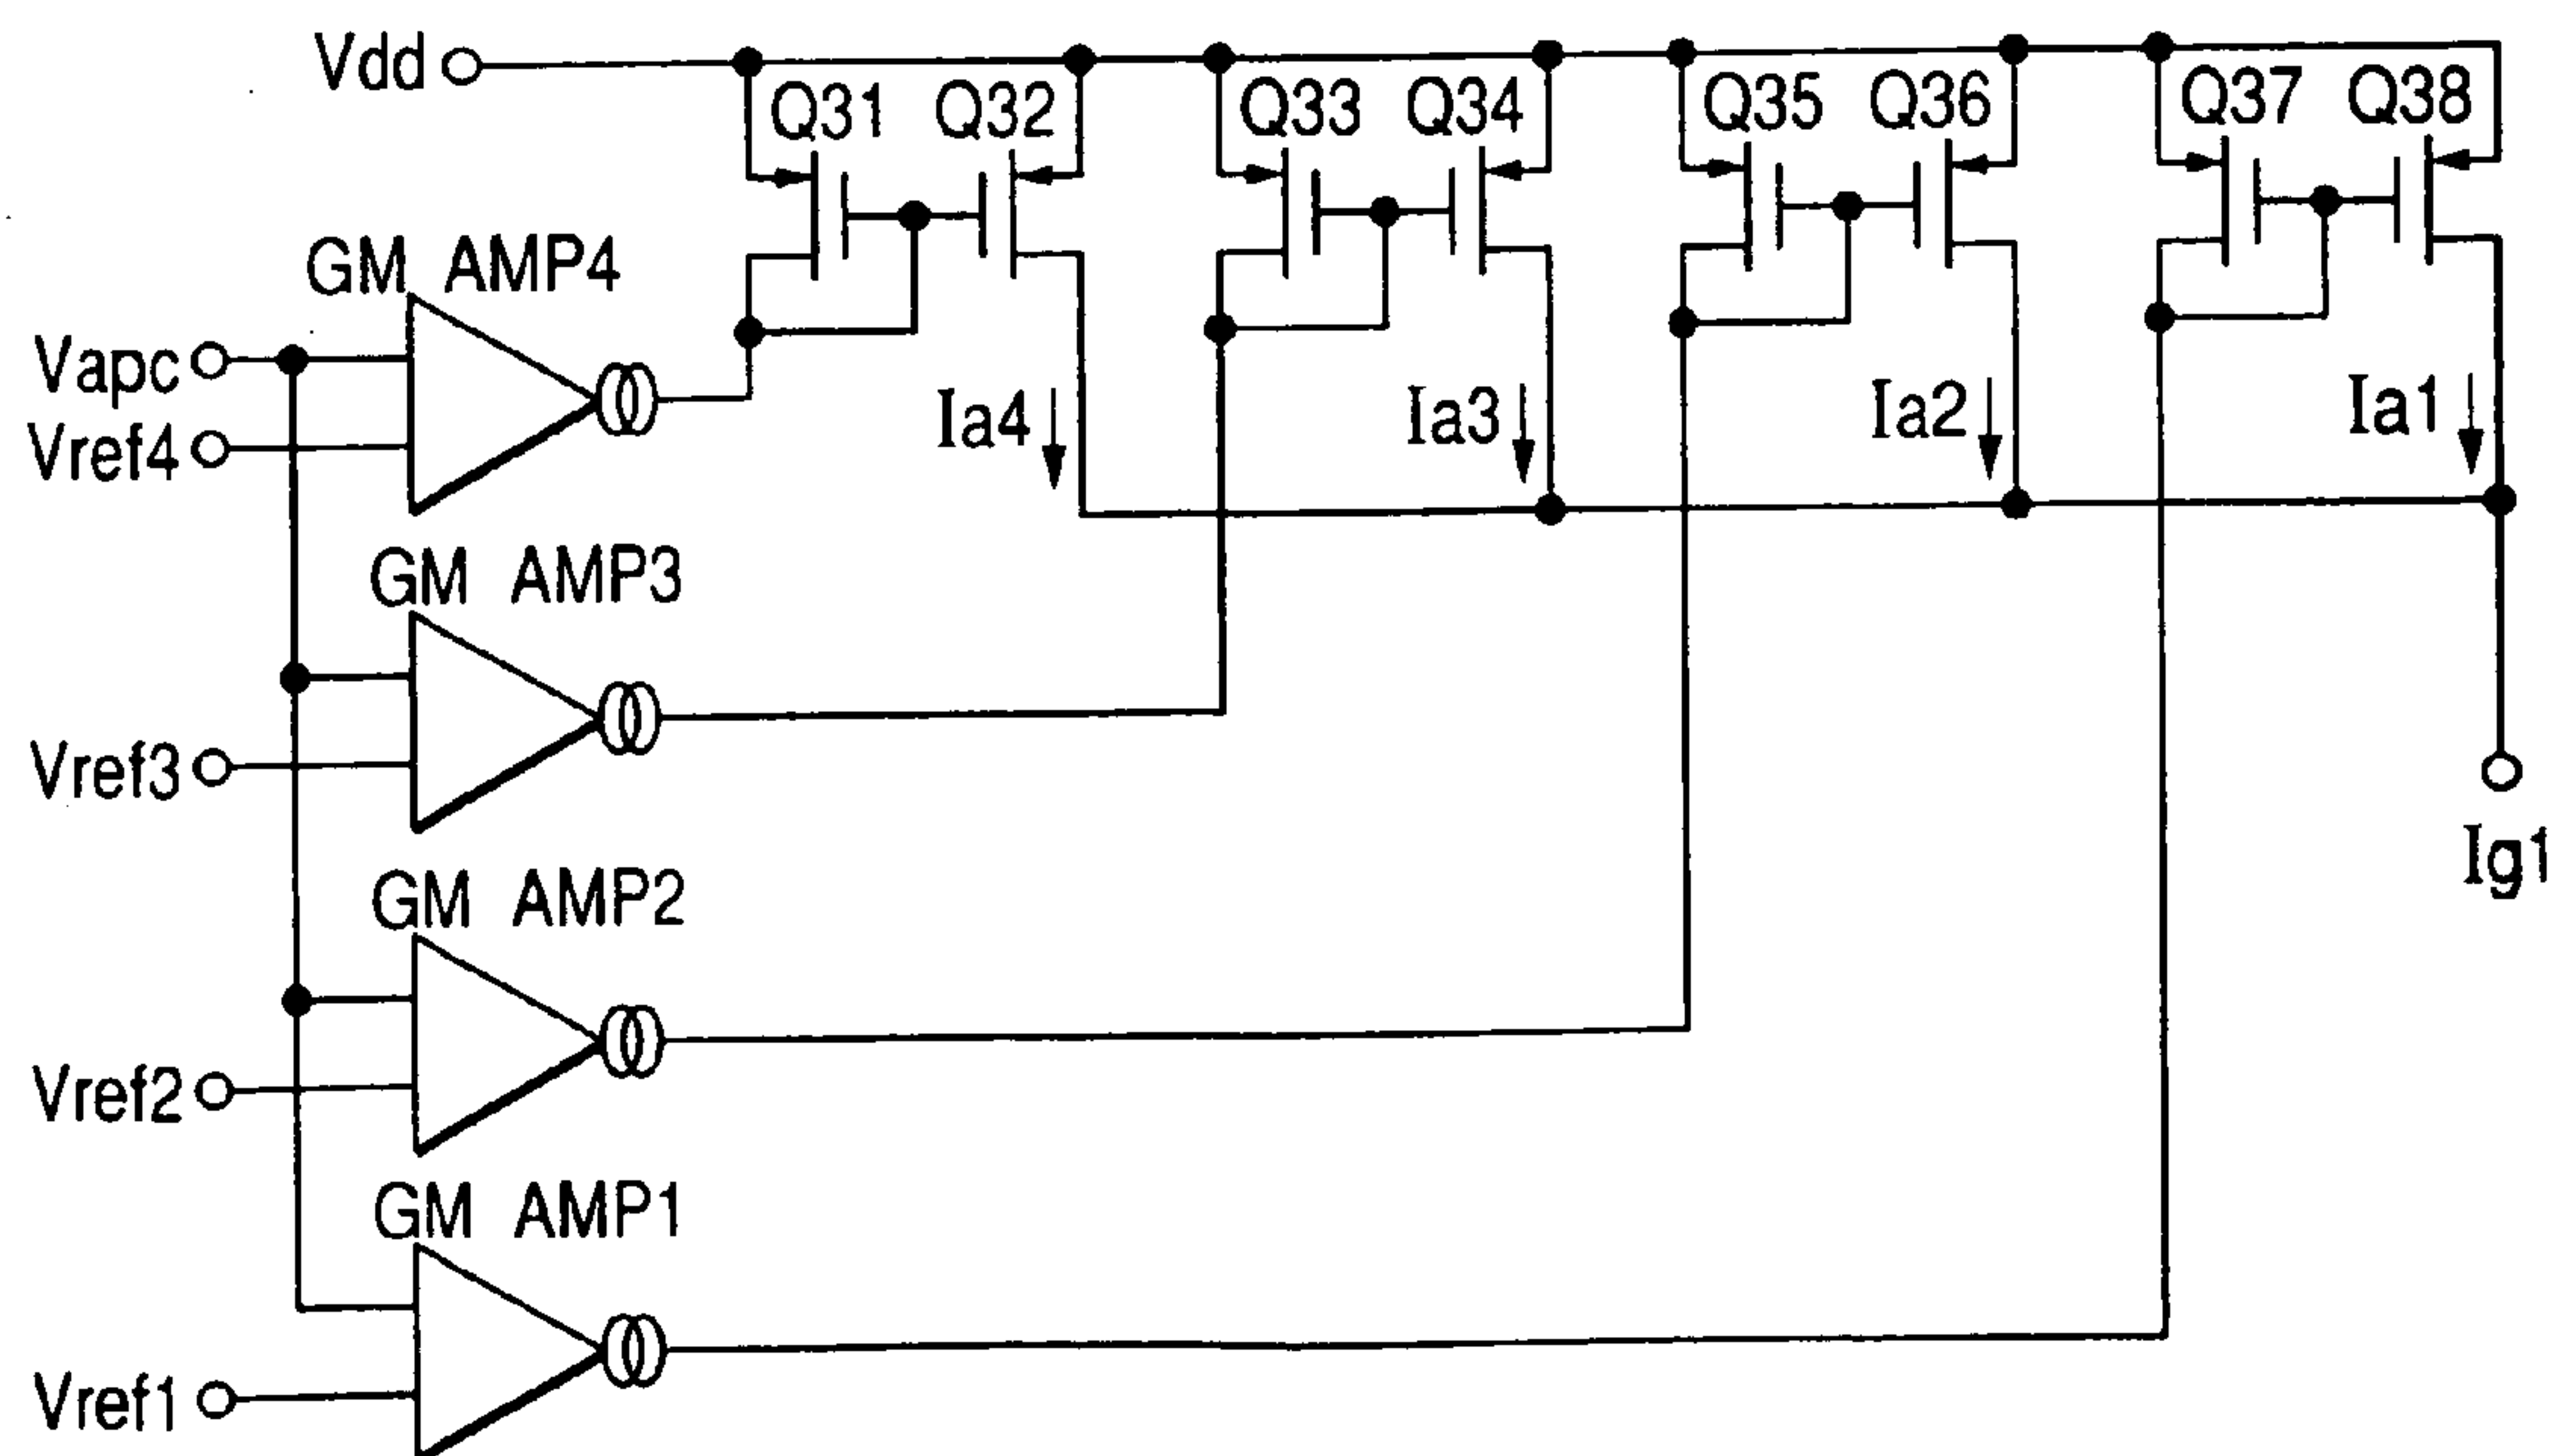 Vdd
Q31 Q32 Q33 Q34 Q35 Q36 Q37 Q38
GM AMP4
Vapc
Vref4
Ia4 Ia3 Ia2 Ia1
GM AMP3
Vref3
Ig1
GM AMP2
Vref2
GM AMP1
Vref1